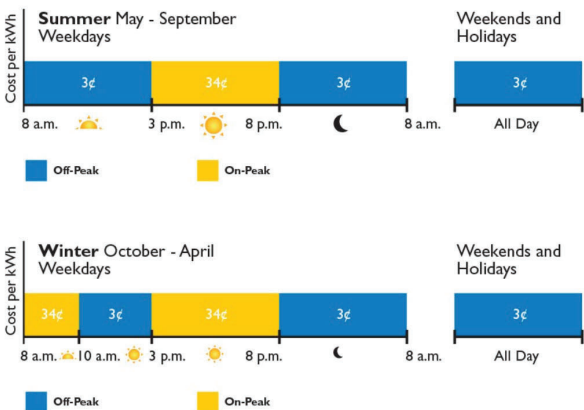 Summer May - September
Weekdays
Weekends and
Holidays
Cost per kWh
3¢ 34¢ 3¢ 3¢
8 a.m. 3 p.m. 8 p.m. 8 a.m. All Day
Off-Peak On-Peak
Winter October - April
Weekdays
Weekends and
Holidays
Cost per kWh
34¢ 3¢ 34¢ 3¢ 3¢
8 a.m. 10 a.m. 3 p.m. 8 p.m. 8 a.m. All Day
Off-Peak On-Peak